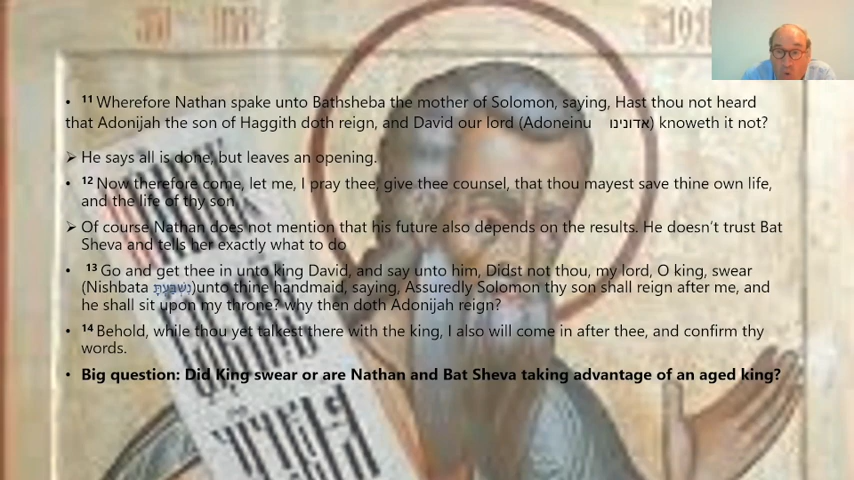 • 11 Wherefore Nathan spake unto Bathsheba the mother of Solomon, saying, Hast thou not heard
that Adonijah the son of Haggith doth reign, and David our lord (Adoneinu אדונינו) knoweth it not?
➢ He says all is done, but leaves an opening.
• 12 Now therefore come, let me, I pray thee, give thee counsel, that thou mayest save thine own life,
and the life of thy son.
➢ Of course Nathan does not mention that his future also depends on the results. He doesn't trust Bat
Sheva and tells her exactly what to do
• 13 Go and get thee in unto king David, and say unto him, Didst not thou, my lord, O king, swear
(Nishbata נִשְׁבַּעְתָּ)unto thine handmaid, saying, Assuredly Solomon thy son shall reign after me, and
he shall sit upon my throne? why then doth Adonijah reign?
• 14 Behold, while thou yet talkest there with the king, I also will come in after thee, and confirm thy
words.
• Big question: Did King swear or are Nathan and Bat Sheva taking advantage of an aged king?